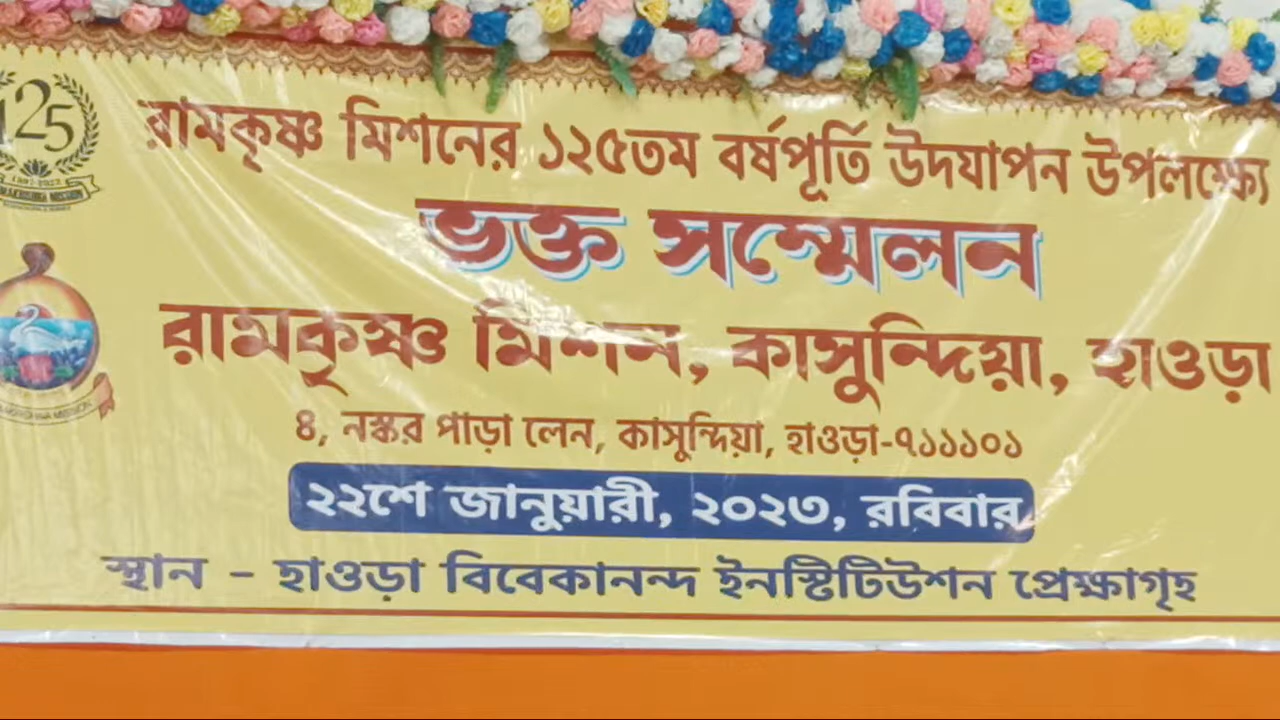 125
রামকৃষ্ণ মিশনের ১২৫তম বর্ষপূর্তি উদযাপন উপলক্ষ্যে
ভক্ত সম্মেলন
রামকৃষ্ণ মিশন, কাসুন্দিয়া, হাওড়া
৪, নস্কর পাড়া লেন, কাসুন্দিয়া, হাওড়া-৭১১১০১
২২শে জানুয়ারী, ২০২৩, রবিবার
স্থান - হাওড়া বিবেকানন্দ ইনস্টিটিউশন প্রেক্ষাগৃহ